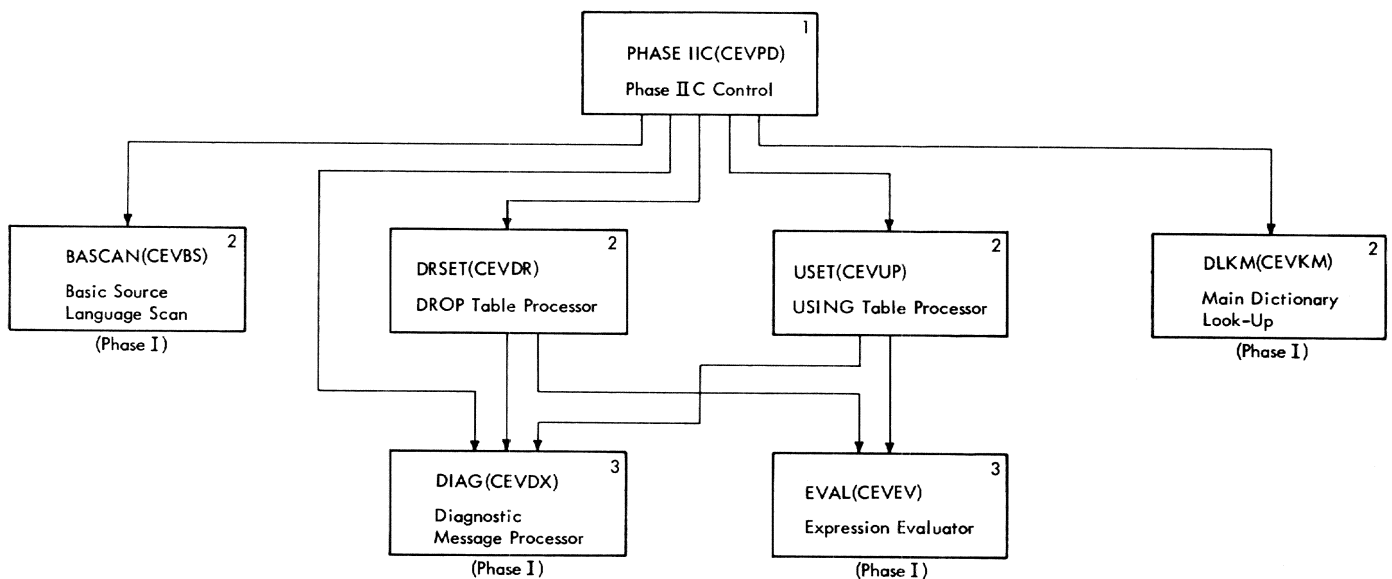 1
PHASE IIC(CEVPD)
Phase II C Control
2
BASCAN(CEVBS)
Basic Source
Language Scan
(Phase I)
2
DRSET(CEVDR)
DROP Table Processor
2
USET(CEVUP)
USING Table Processor
2
DLKM(CEVKM)
Main Dictionary
Look-Up
(Phase I)
3
DIAG(CEVDX)
Diagnostic
Message Processor
(Phase I)
3
EVAL(CEVEV)
Expression Evaluator
(Phase I)